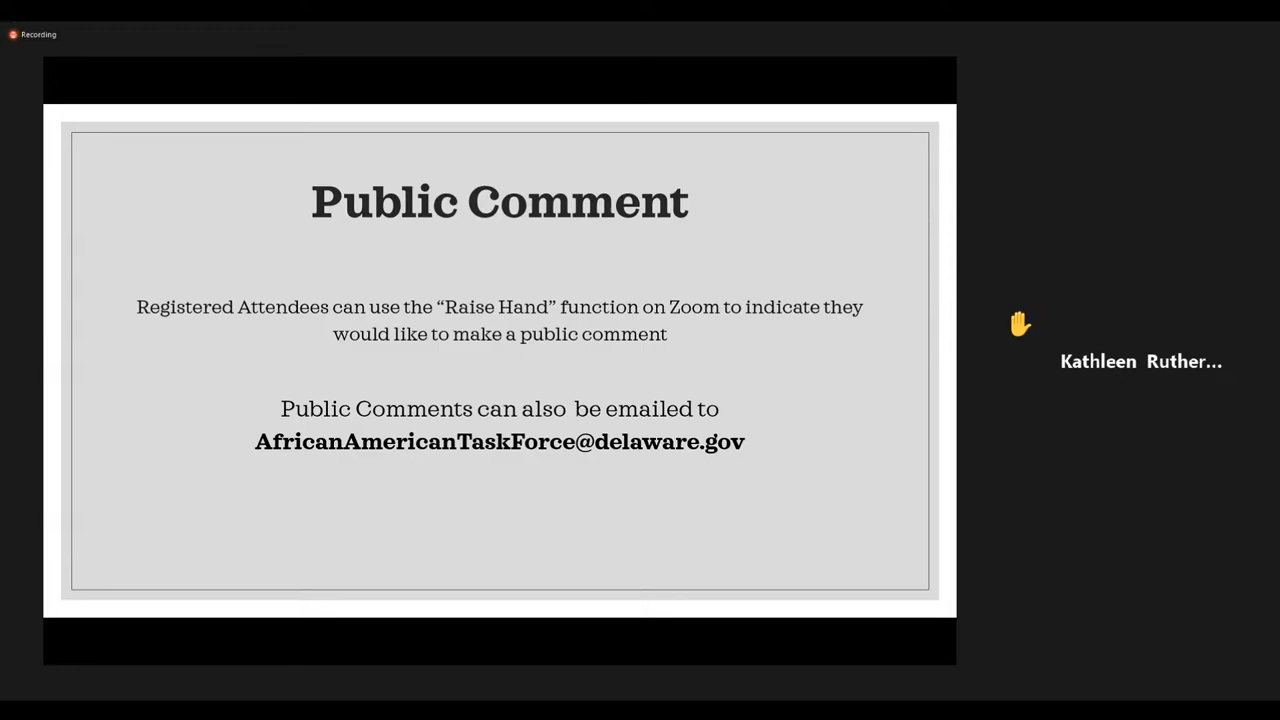 Recording
Public Comment
Registered Attendees can use the “Raise Hand” function on Zoom to indicate they
would like to make a public comment
Public Comments can also be emailed to
AfricanAmericanTaskForce@delaware.gov
Kathleen Ruther...